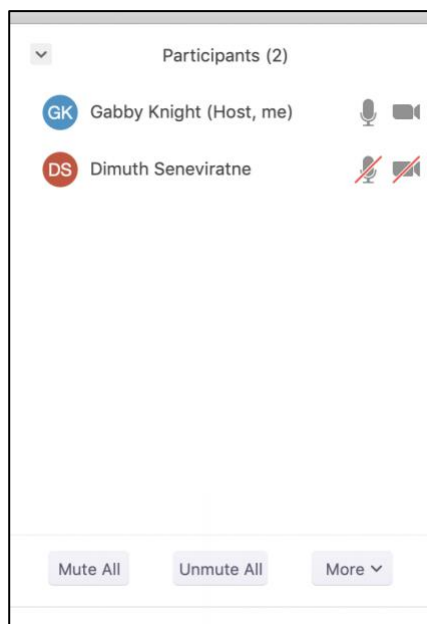 Participants (2)
GK Gabby Knight (Host, me)
DS Dimuth Seneviratne
Mute All Unmute All More